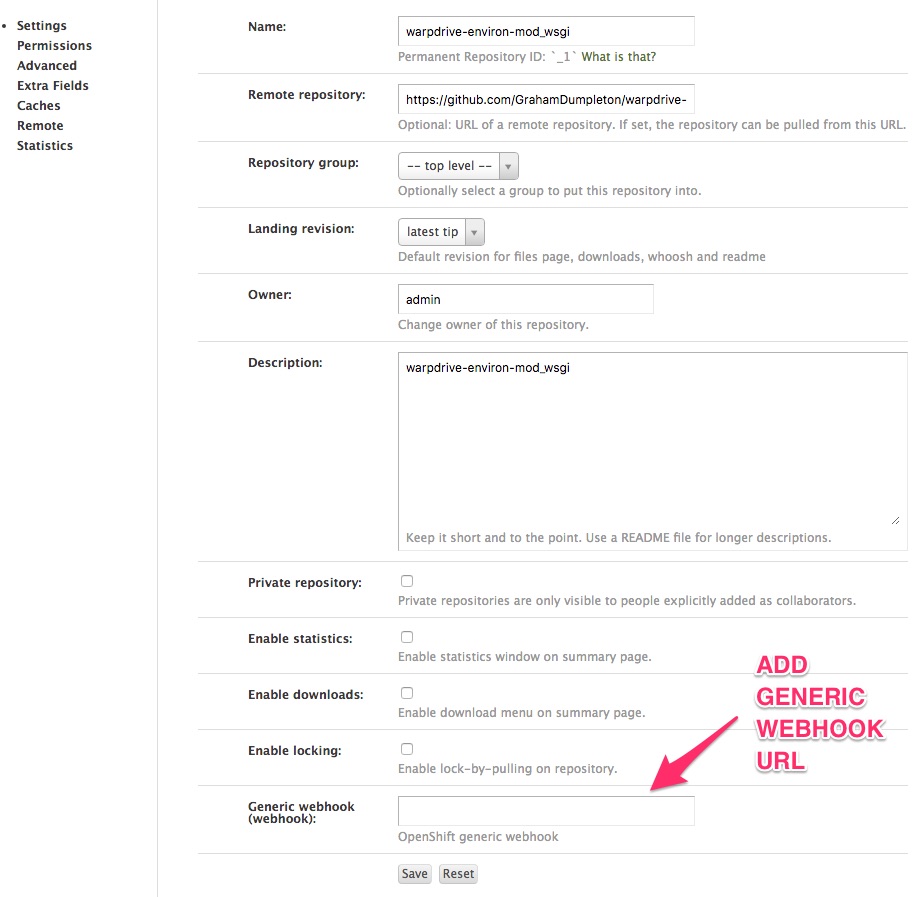 Settings
Permissions
Advanced
Extra Fields
Caches
Remote
Statistics
Name:
warpdrive-environ-mod_wsgi
Permanent Repository ID: `_1` What is that?
Remote repository:
https://github.com/GrahamDumpleton/warpdrive-
Optional: URL of a remote repository. If set, the repository can be pulled from this URL.
Repository group:
-- top level --
Optionally select a group to put this repository into.
Landing revision:
latest tip
Default revision for files page, downloads, whoosh and readme
Owner:
admin
Change owner of this repository.
Description:
warpdrive-environ-mod_wsgi
Keep it short and to the point. Use a README file for longer descriptions.
Private repository:
Private repositories are only visible to people explicitly added as collaborators.
Enable statistics:
Enable statistics window on summary page.
Enable downloads:
Enable download menu on summary page.
Enable locking:
Enable lock-by-pulling on repository.
ADD
GENERIC
WEBHOOK
URL
Generic webhook
(webhook):
OpenShift generic webhook
Save Reset